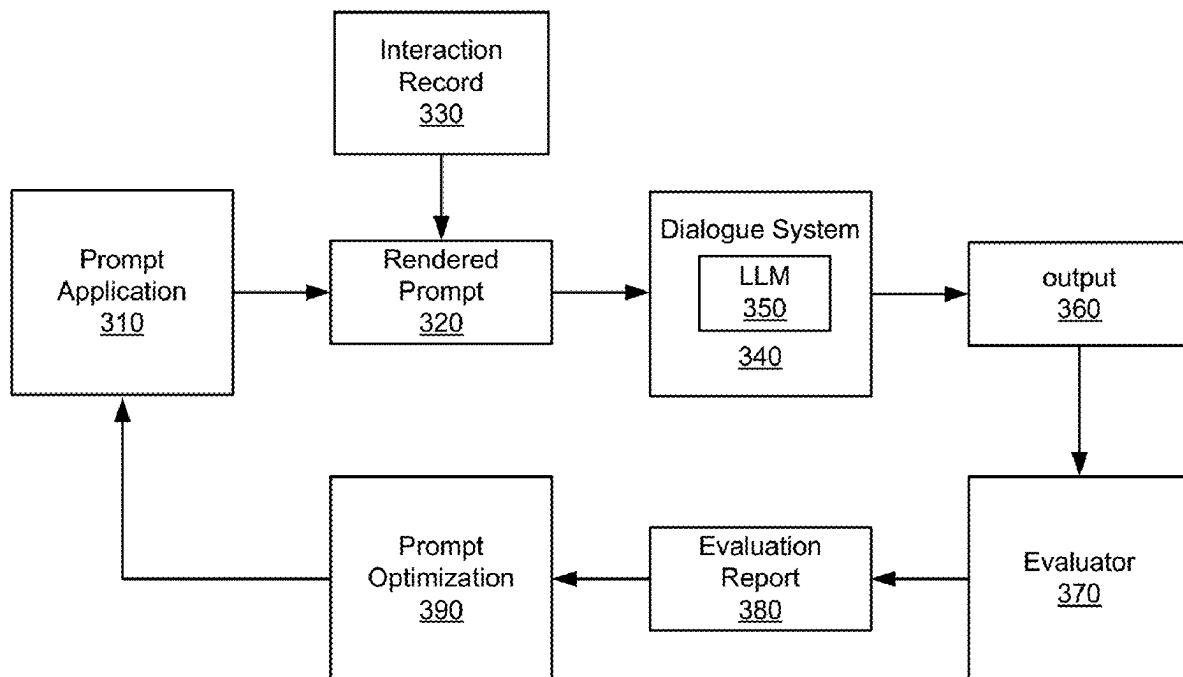 Interaction
Record
330
Prompt
Application
310
Rendered
Prompt
320
Dialogue System
LLM
350
340
output
360
Prompt
Optimization
390
Evaluation
Report
380
Evaluator
370